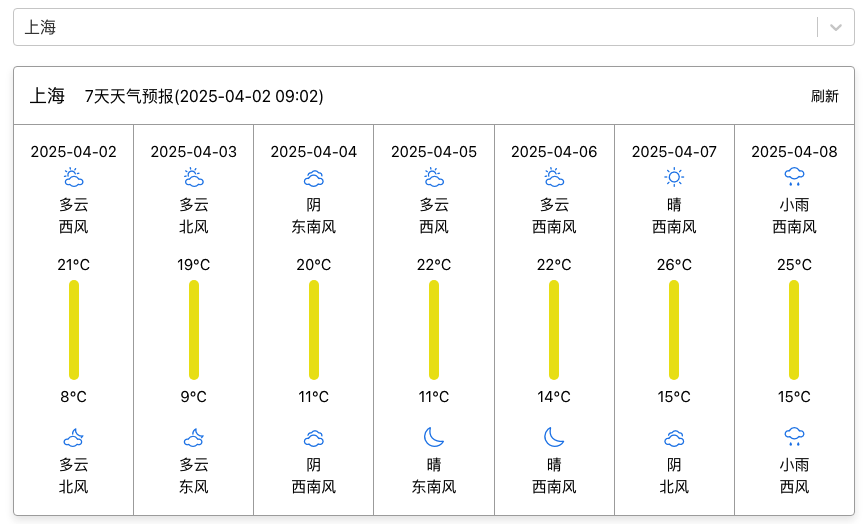 上海
上海 7天天气预报(2025-04-02 09:02) 刷新
2025-04-02 2025-04-03 2025-04-04 2025-04-05 2025-04-06 2025-04-07 2025-04-08
多云 多云 阴 多云 多云 晴 小雨
西风 北风 东南风 西风 西南风 西南风 西南风
21°C 19°C 20°C 22°C 22°C 26°C 25°C
8°C 9°C 11°C 11°C 14°C 15°C 15°C
多云 多云 阴 晴 晴 阴 小雨
北风 东风 西南风 东南风 西南风 北风 西风